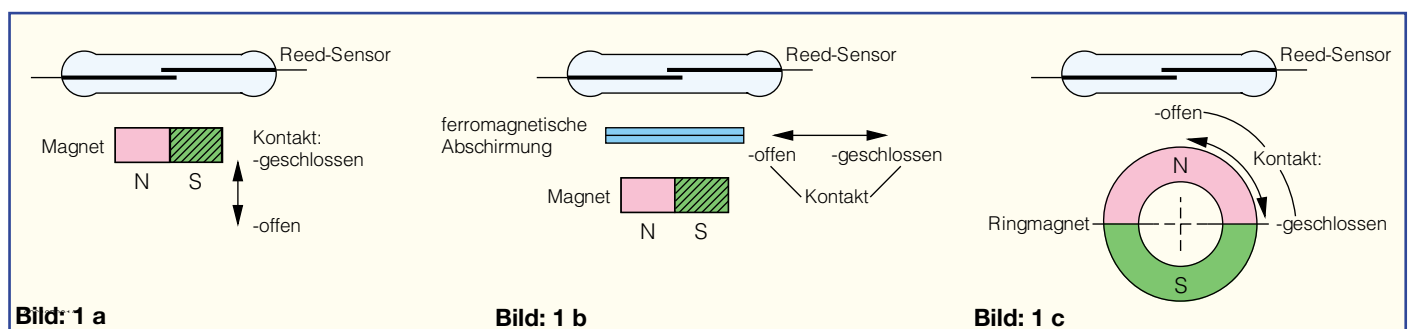 Reed-Sensor
Magnet
Kontakt:
-geschlossen
N S
-offen
Bild: 1 a
Reed-Sensor
ferromagnetische
Abschirmung
-offen
-geschlossen
Kontakt
Magnet
N S
Bild: 1 b
Reed-Sensor
-offen
Kontakt:
N
Ringmagnet
-geschlossen
S
Bild: 1 c